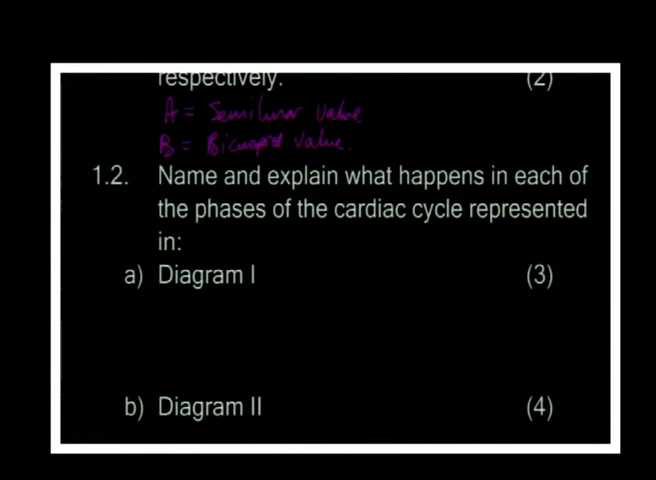 respectively. (2)
A = Semilunar valve
B = Bicuspid valve.
1.2. Name and explain what happens in each of
the phases of the cardiac cycle represented
in:
a) Diagram I (3)
b) Diagram II (4)